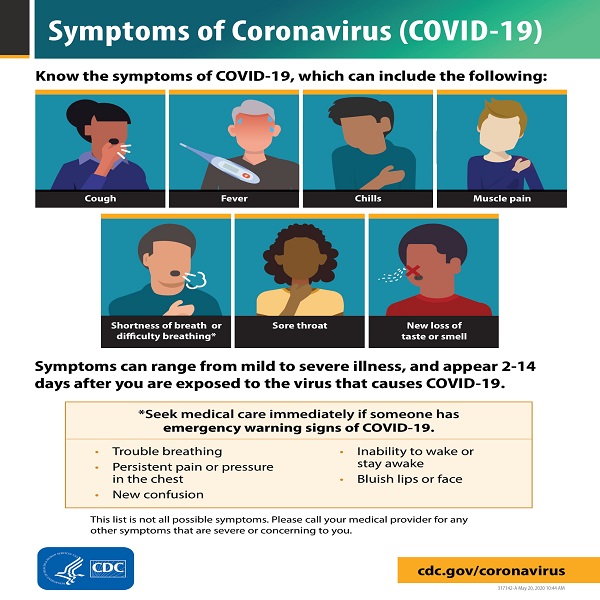 Symptoms of Coronavirus (COVID-19)
Know the symptoms of COVID-19, which can include the following:
Cough
Fever
Chills
Muscle pain
Shortness of breath or
difficulty breathing*
Sore throat
New loss of
taste or smell
Symptoms can range from mild to severe illness, and appear 2-14
days after you are exposed to the virus that causes COVID-19.
*Seek medical care immediately if someone has
emergency warning signs of COVID-19.
• Trouble breathing
• Persistent pain or pressure
in the chest
• New confusion
• Inability to wake or
stay awake
• Bluish lips or face
This list is not all possible symptoms. Please call your medical provider for any
other symptoms that are severe or concerning to you.
CDC
cdc.gov/coronavirus
317142-A May 20, 2020 10:44 AM